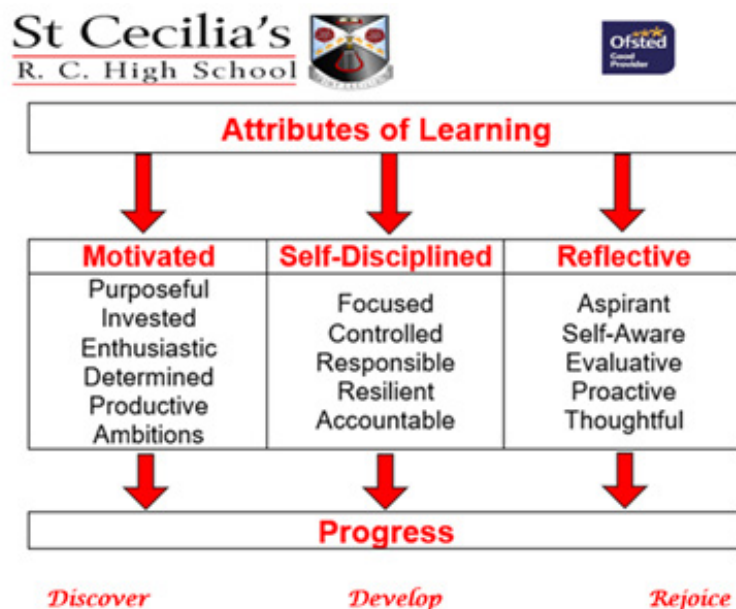 St Cecilia's
R. C. High School
Ofsted
Good
Provider
Attributes of Learning
Motivated
Purposeful
Invested
Enthusiastic
Determined
Productive
Ambitions
Self-Disciplined
Focused
Controlled
Responsible
Resilient
Accountable
Reflective
Aspirant
Self-Aware
Evaluative
Proactive
Thoughtful
Progress
Discover Develop Rejoice